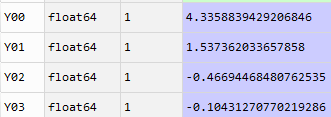 Y00 float64 1 4.3358839429206846
Y01 float64 1 1.537362033657858
Y02 float64 1 -0.46694468480762535
Y03 float64 1 -0.10431270770219286